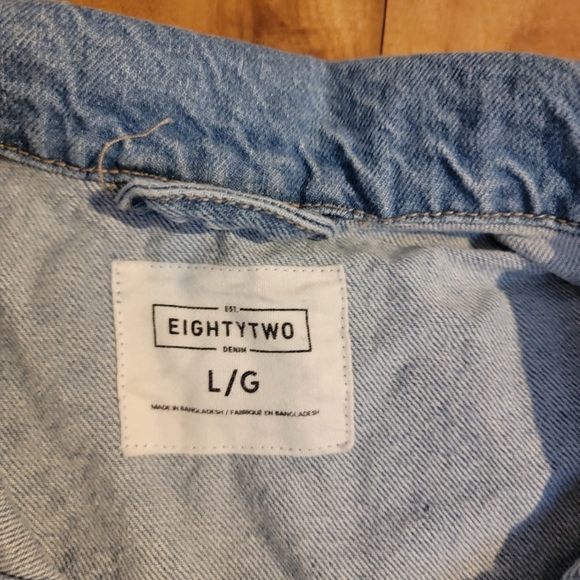 EST.
EIGHTYTWO
DENIM
L/G
MADE IN BANGLADESH / FABRIQUÉ EN BANGLADESH